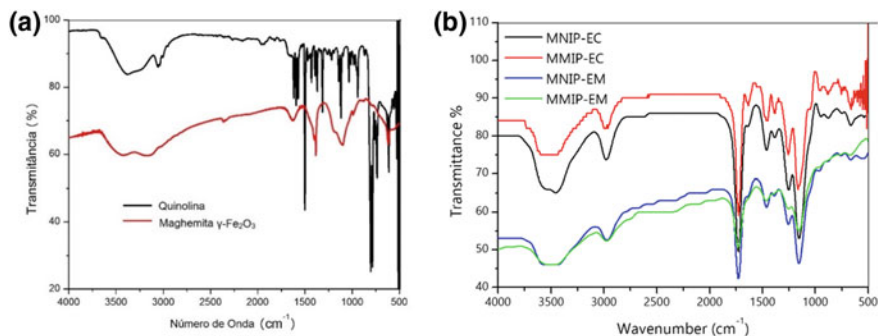 (a)
100
80
60
40
20
Transmitância (%)
Quinolina
Maghemita γ-Fe₂O₃
4000 3500 3000 2500 2000 1500 1000 500
Número de Onda (cm⁻¹)
(b)
110
100
90
80
70
60
50
40
Transmittance %
MNIP-EC
MMIP-EC
MNIP-EM
MMIP-EM
4000 3500 3000 2500 2000 1500 1000 500
Wavenumber (cm⁻¹)